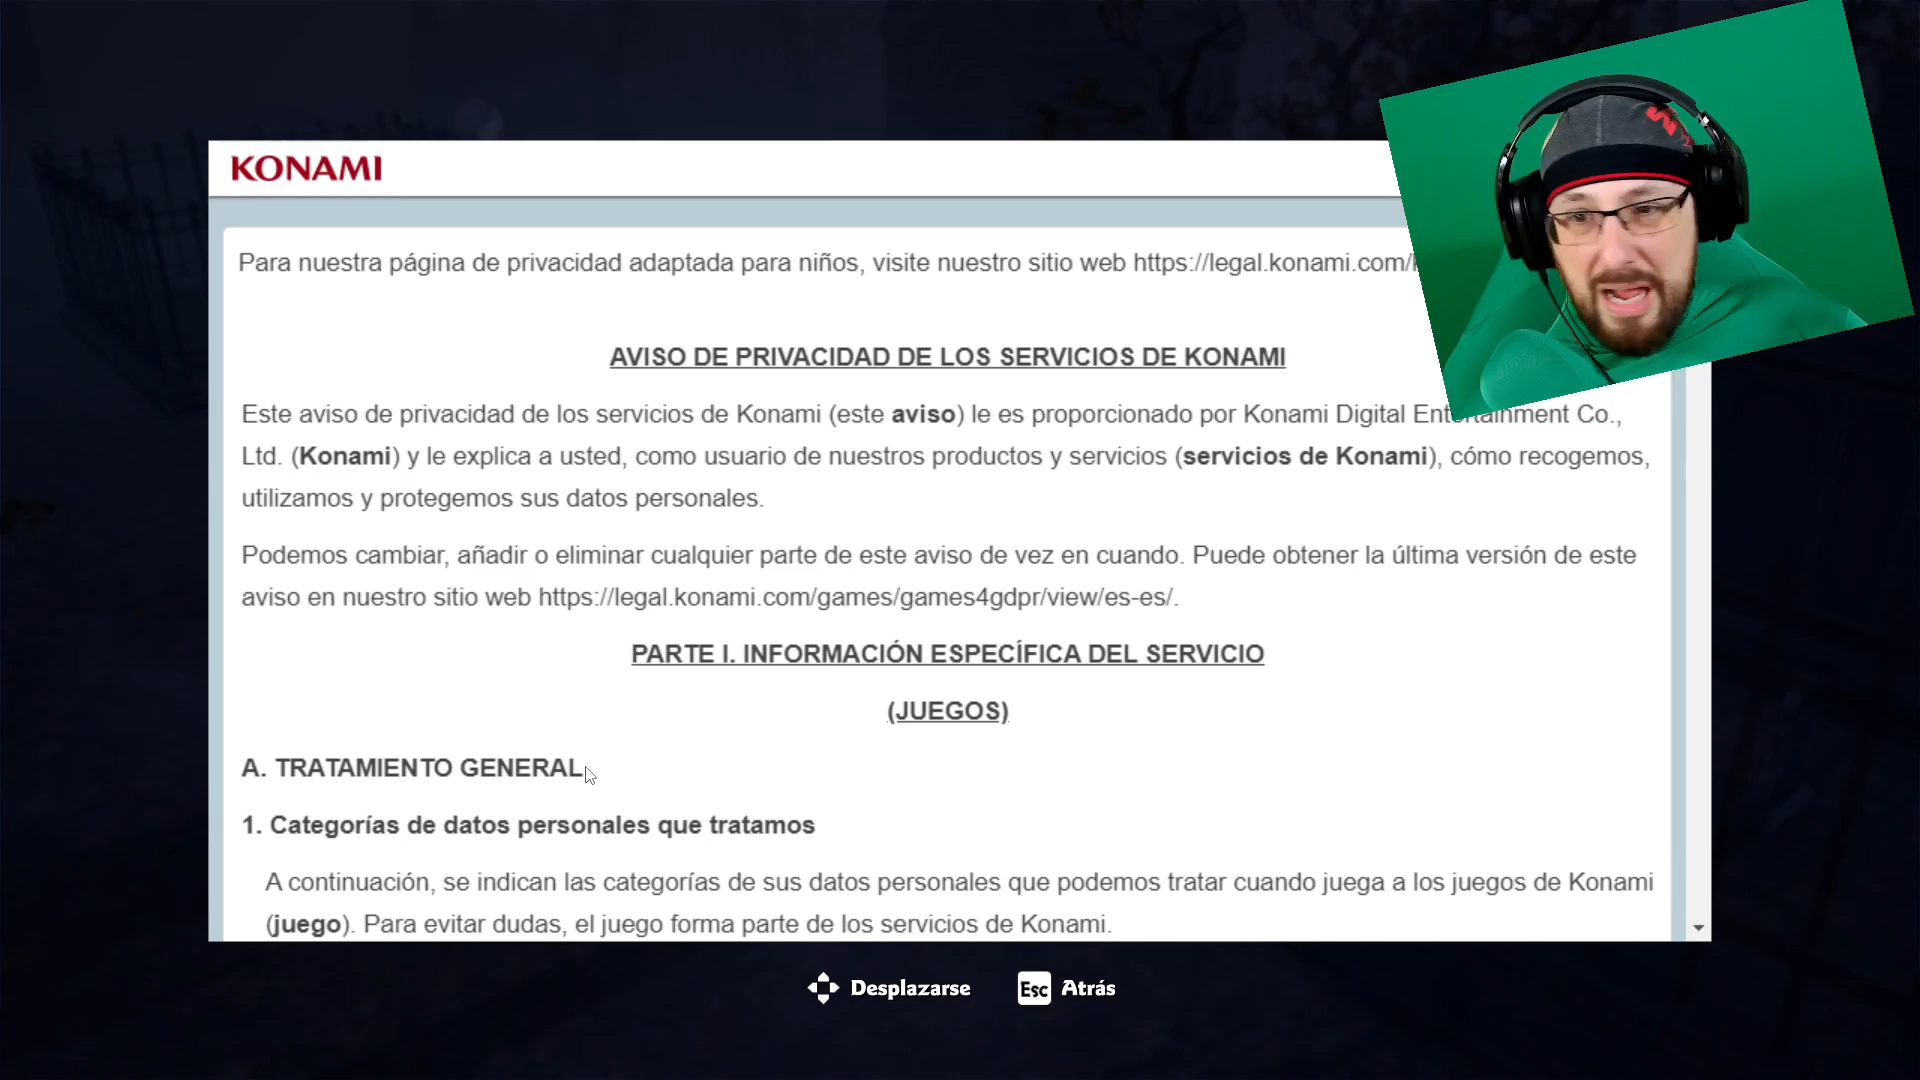 KONAMI
Para nuestra página de privacidad adaptada para niños, visite nuestro sitio web https://legal.konami.com/
AVISO DE PRIVACIDAD DE LOS SERVICIOS DE KONAMI
Este aviso de privacidad de los servicios de Konami (este aviso) le es proporcionado por Konami Digital Entertainment Co.,
Ltd. (Konami) y le explica a usted, como usuario de nuestros productos y servicios (servicios de Konami), cómo recogemos,
utilizamos y protegemos sus datos personales.
Podemos cambiar, añadir o eliminar cualquier parte de este aviso de vez en cuando. Puede obtener la última versión de este
aviso en nuestro sitio web https://legal.konami.com/games/games4gdpr/view/es-es/.
PARTE I. INFORMACIÓN ESPECÍFICA DEL SERVICIO
(JUEGOS)
A. TRATAMIENTO GENERAL
1. Categorías de datos personales que tratamos
A continuación, se indican las categorías de sus datos personales que podemos tratar cuando juega a los juegos de Konami
(juego). Para evitar dudas, el juego forma parte de los servicios de Konami.
Desplazarse
Esc Atrás